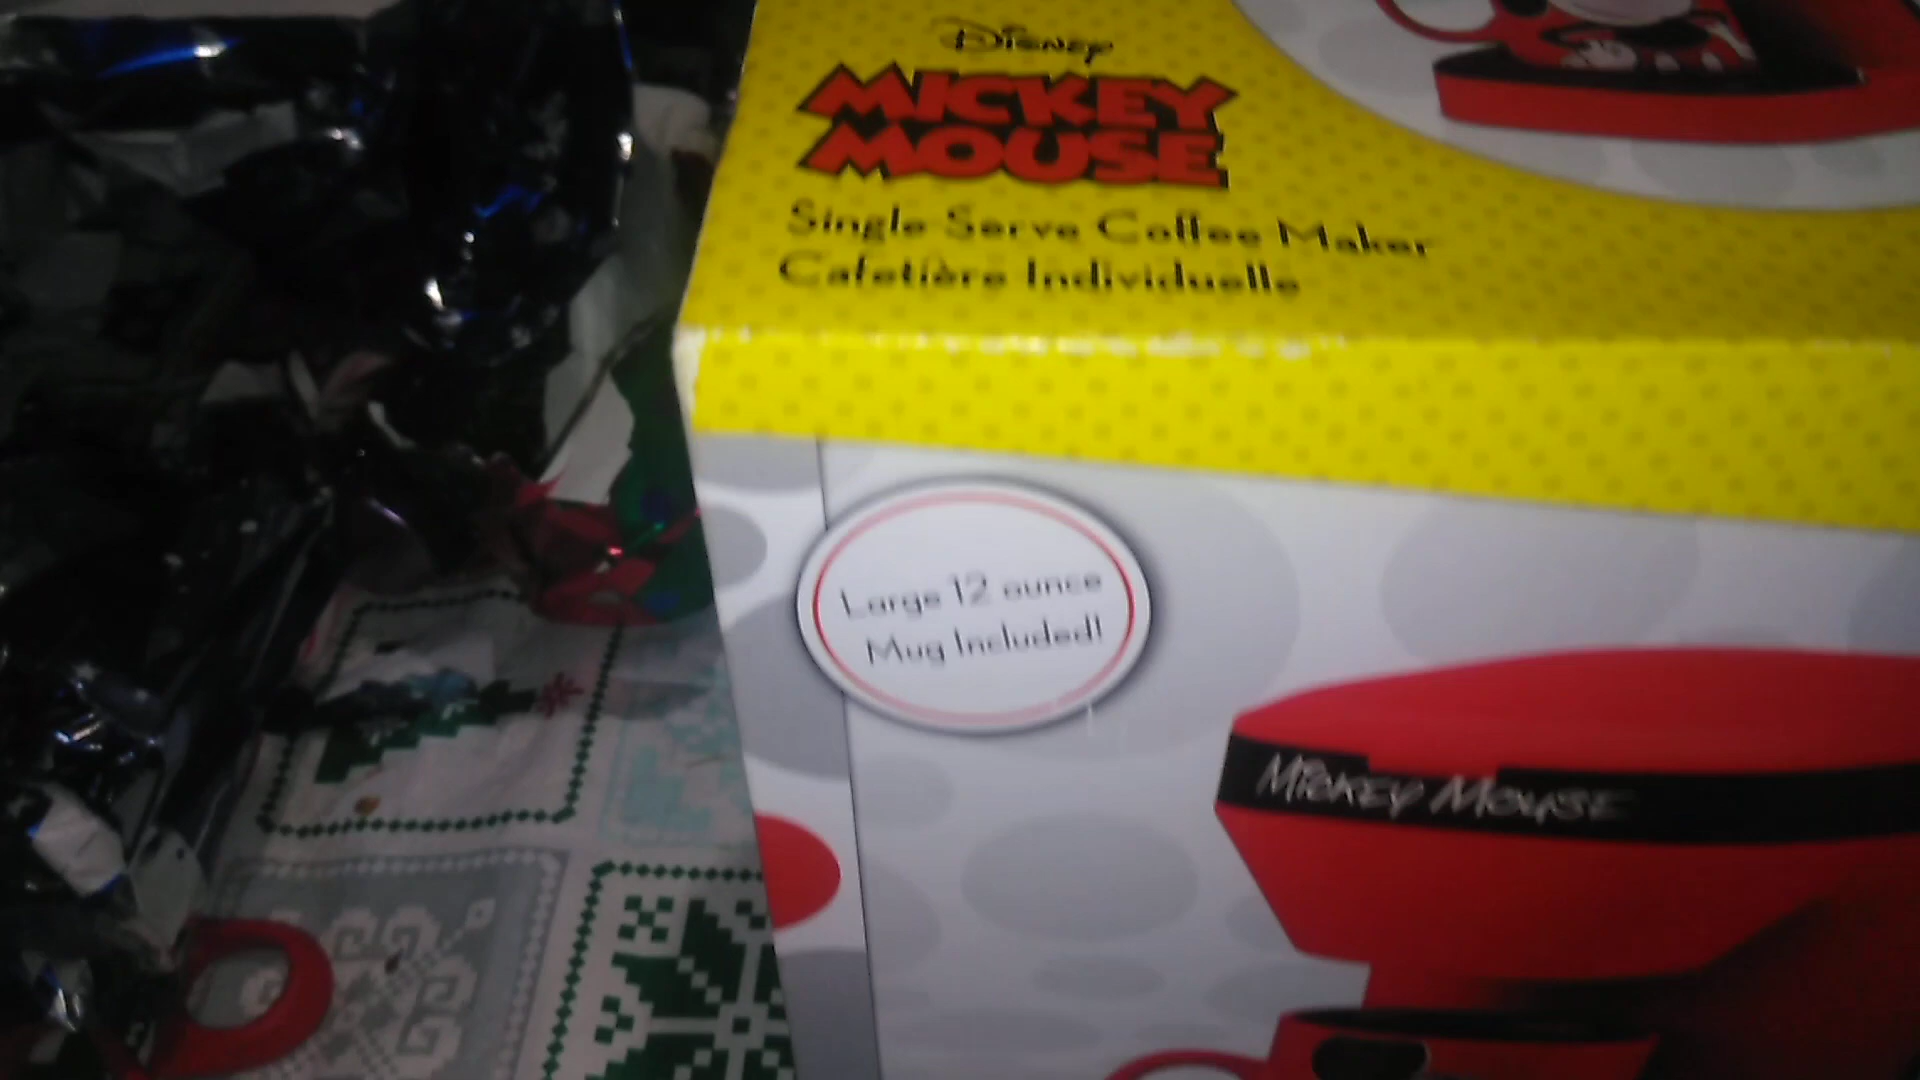 Disney
MICKEY
MOUSE
Single Serve Coffee Maker
Cafetière Individuelle
Large 12 ounce
Mug Included!
MICKEY MOUSE